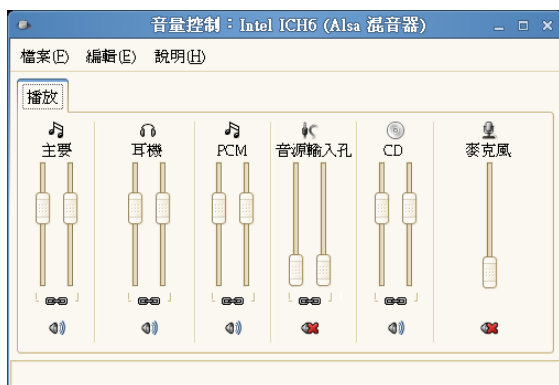 音量控制：Intel ICH6 (Alsa 混音器)
檔案(F) 編輯(E) 說明(H)
播放
主要 耳機 PCM 音源輸入孔 CD 麥克風